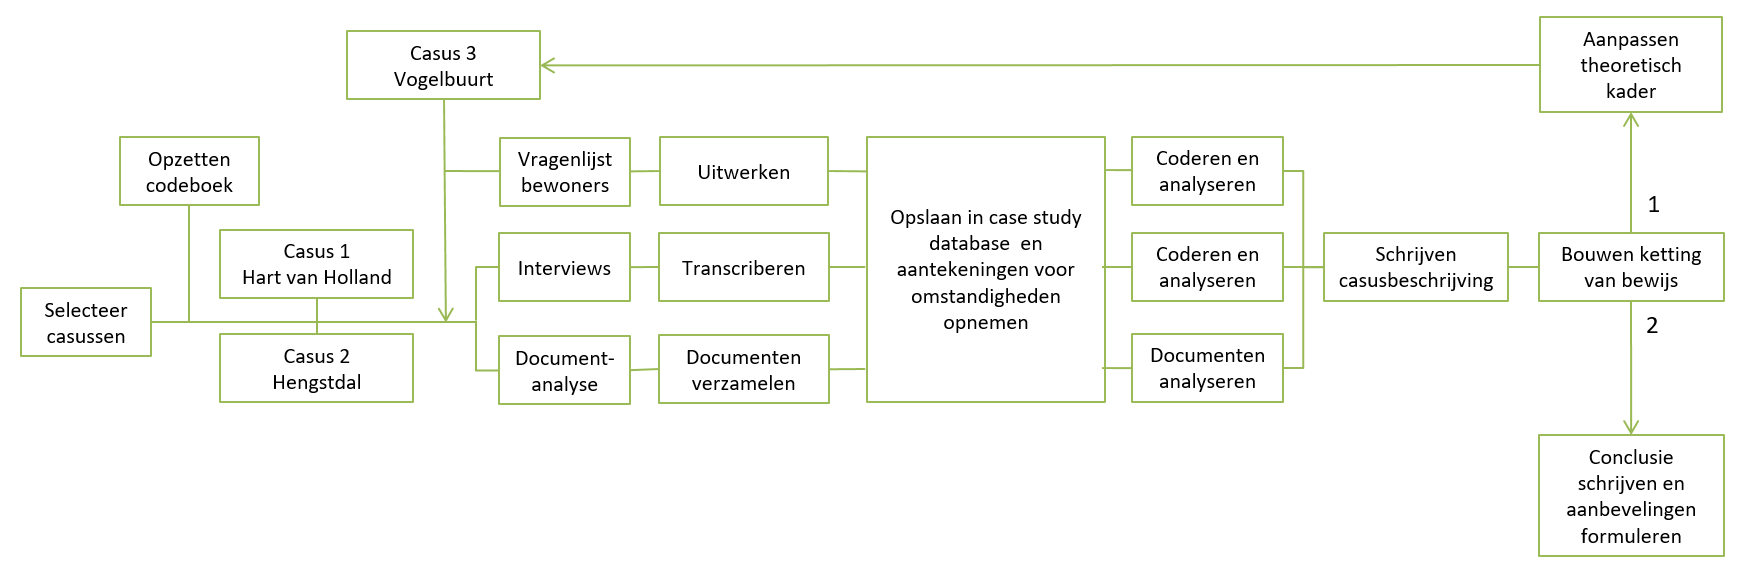 Casus 3
Vogelbuurt
Aanpassen
theoretisch
kader
Opzetten
codeboek
Vragenlijst
bewoners
Uitwerken
Coderen en
analyseren
1
Casus 1
Hart van Holland
Interviews
Transcriberen
Opslaan in case study
database en
aantekeningen voor
omstandigheden
opnemen
Coderen en
analyseren
Schrijven
casusbeschrijving
Bouwen ketting
van bewijs
Selecteer
casussen
Casus 2
Hengstdal
Document-
analyse
Documenten
verzamelen
Documenten
analyseren
2
Conclusie
schrijven en
aanbevelingen
formuleren